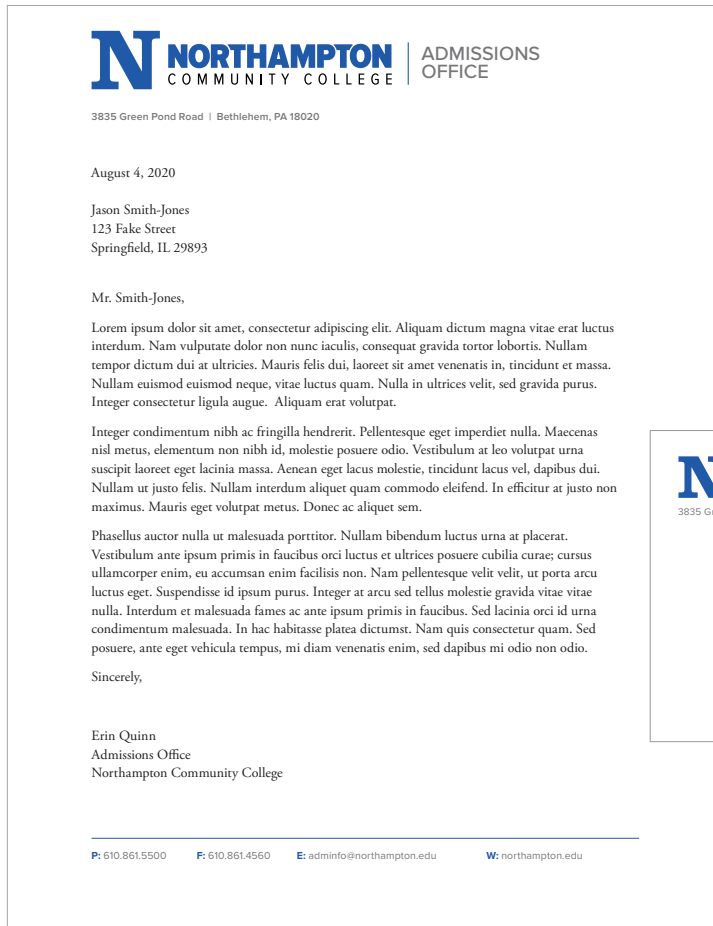 N NORTHAMPTON
COMMUNITY COLLEGE
ADMISSIONS
OFFICE
3835 Green Pond Road | Bethlehem, PA 18020
August 4, 2020
Jason Smith-Jones
123 Fake Street
Springfield, IL 29893
Mr. Smith-Jones,
Lorem ipsum dolor sit amet, consectetur adipiscing elit. Aliquam dictum magna vitae erat luctus
interdum. Nam vulputate dolor non nunc iaculis, consequat gravida tortor lobortis. Nullam
tempor dictum dui at ultricies. Mauris felis dui, laoreet sit amet venenatis in, tincidunt et massa.
Nullam euismod euismod neque, vitae luctus quam. Nulla in ultrices velit, sed gravida purus.
Integer consectetur ligula augue.  Aliquam erat volutpat.
Integer condimentum nibh ac fringilla hendrerit. Pellentesque eget imperdiet nulla. Maecenas
nisl metus, elementum non nibh id, molestie posuere odio. Vestibulum at leo volutpat urna
suscipit laoreet eget lacinia massa. Aenean eget lacus molestie, tincidunt lacus vel, dapibus dui.
Nullam ut justo felis. Nullam interdum aliquet quam commodo eleifend. In efficitur at justo non
maximus. Mauris eget volutpat metus. Donec ac aliquet sem.
Phasellus auctor nulla ut malesuada porttitor. Nullam bibendum luctus urna at placerat.
Vestibulum ante ipsum primis in faucibus orci luctus et ultrices posuere cubilia curae; cursus
ullamcorper enim, eu accumsan enim facilisis non. Nam pellentesque velit velit, ut porta arcu
luctus eget. Suspendisse id ipsum purus. Integer at arcu sed tellus molestie gravida vitae vitae
nulla. Interdum et malesuada fames ac ante ipsum primis in faucibus. Sed lacinia orci id urna
condimentum malesuada. In hac habitasse platea dictumst. Nam quis consectetur quam. Sed
posuere, ante eget vehicula tempus, mi diam venenatis enim, sed dapibus mi odio non odio.
Sincerely,
Erin Quinn
Admissions Office
Northampton Community College
P: 610.861.5500 F: 610.861.4560 E: adminfo@northampton.edu W: northampton.edu
N
3835